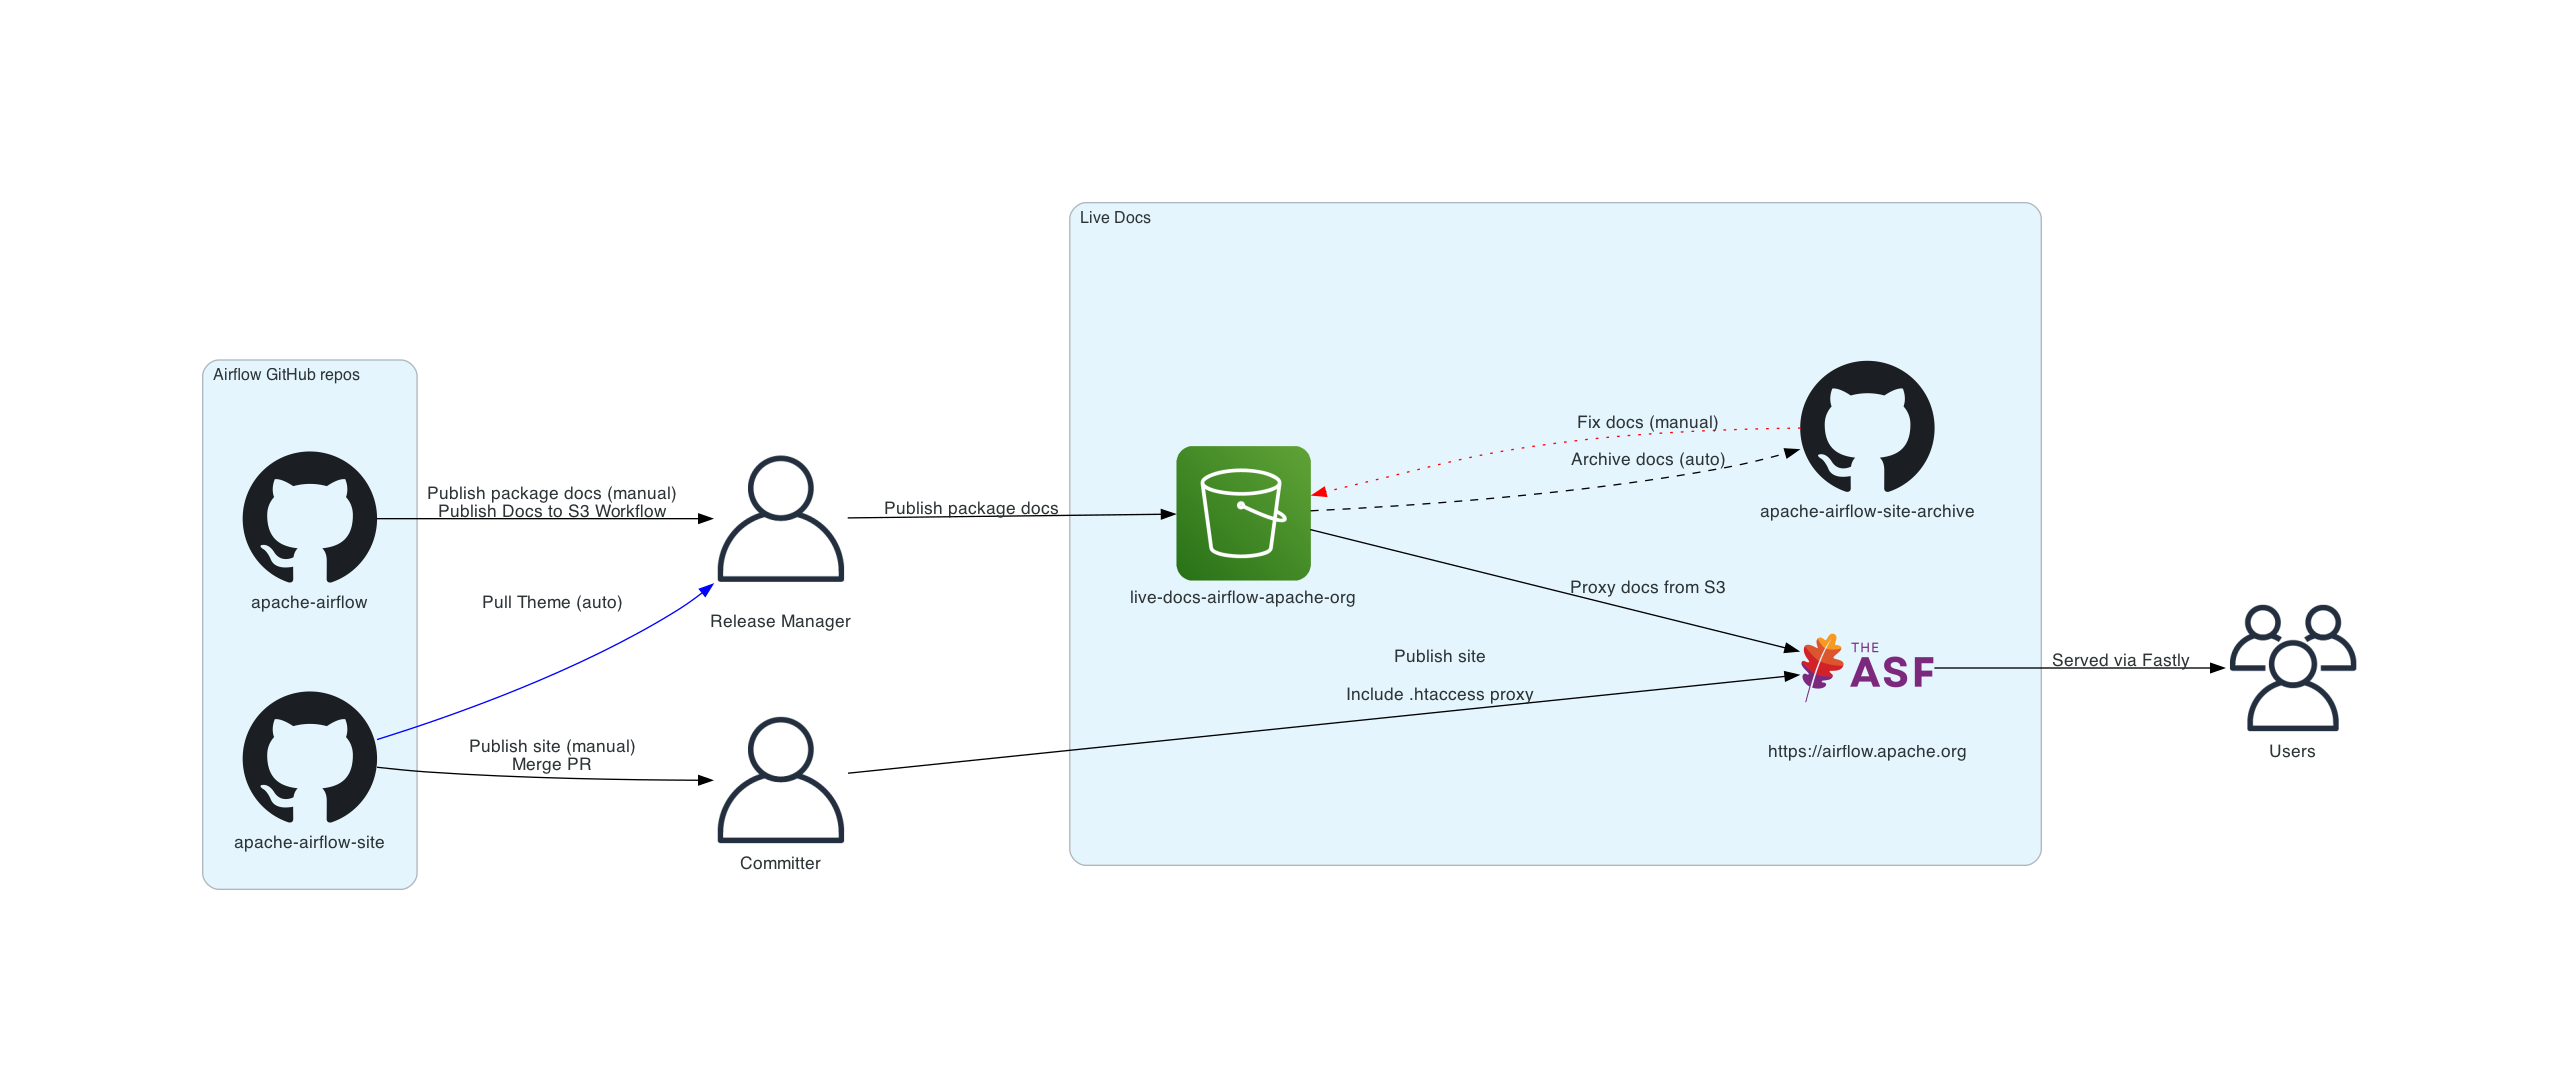 Airflow GitHub repos
apache-airflow
apache-airflow-site
Publish package docs (manual)
Publish Docs to S3 Workflow
Pull Theme (auto)
Publish site (manual)
Merge PR
Release Manager
Committer
Publish package docs
Live Docs
live-docs-airflow-apache-org
Fix docs (manual)
Archive docs (auto)
apache-airflow-site-archive
Proxy docs from S3
Publish site
Include .htaccess proxy
THE
ASF
https://airflow.apache.org
Served via Fastly
Users